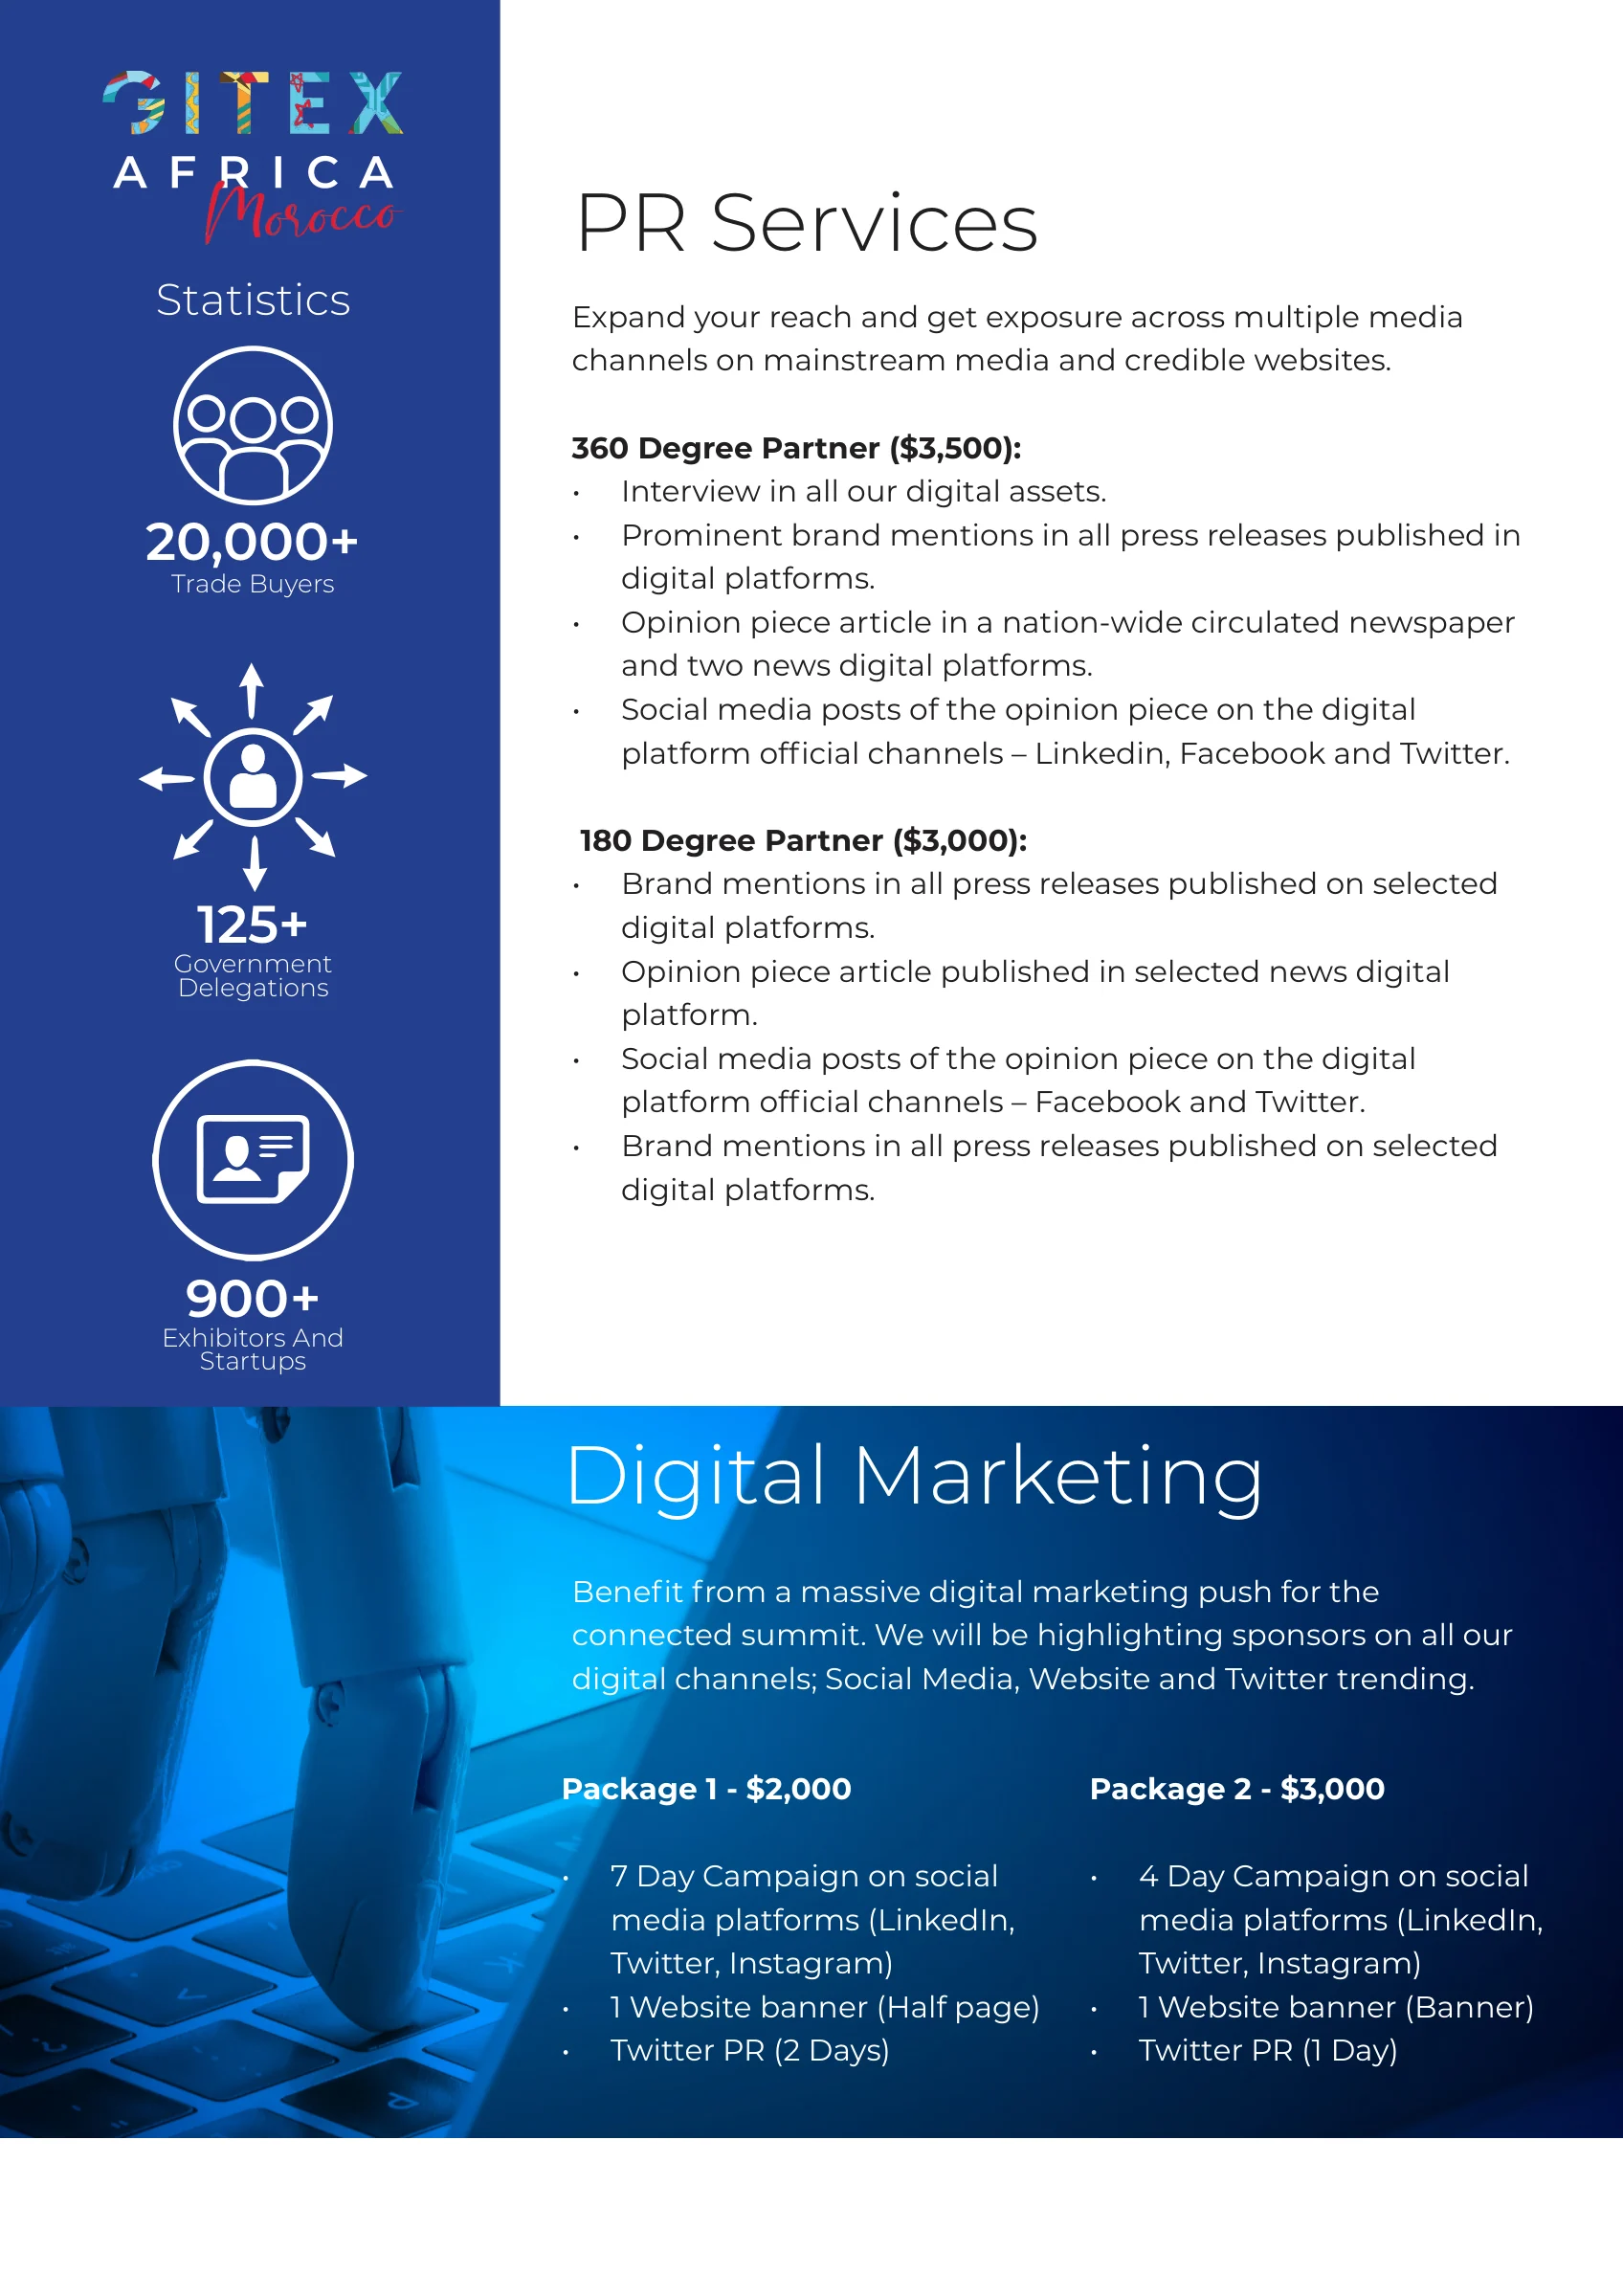 GITEX
AFRICA
Morocco
Statistics
20,000+
Trade Buyers
125+
Government
Delegations
900+
Exhibitors And
Startups
PR Services
Expand your reach and get exposure across multiple media
channels on mainstream media and credible websites.
360 Degree Partner ($3,500):
• Interview in all our digital assets.
• Prominent brand mentions in all press releases published in
digital platforms.
• Opinion piece article in a nation-wide circulated newspaper
and two news digital platforms.
• Social media posts of the opinion piece on the digital
platform official channels – Linkedin, Facebook and Twitter.
180 Degree Partner ($3,000):
• Brand mentions in all press releases published on selected
digital platforms.
• Opinion piece article published in selected news digital
platform.
• Social media posts of the opinion piece on the digital
platform official channels – Facebook and Twitter.
• Brand mentions in all press releases published on selected
digital platforms.
Digital Marketing
Benefit from a massive digital marketing push for the
connected summit. We will be highlighting sponsors on all our
digital channels; Social Media, Website and Twitter trending.
Package 1 - $2,000
• 7 Day Campaign on social
media platforms (LinkedIn,
Twitter, Instagram)
• 1 Website banner (Half page)
• Twitter PR (2 Days)
Package 2 - $3,000
• 4 Day Campaign on social
media platforms (LinkedIn,
Twitter, Instagram)
• 1 Website banner (Banner)
• Twitter PR (1 Day)